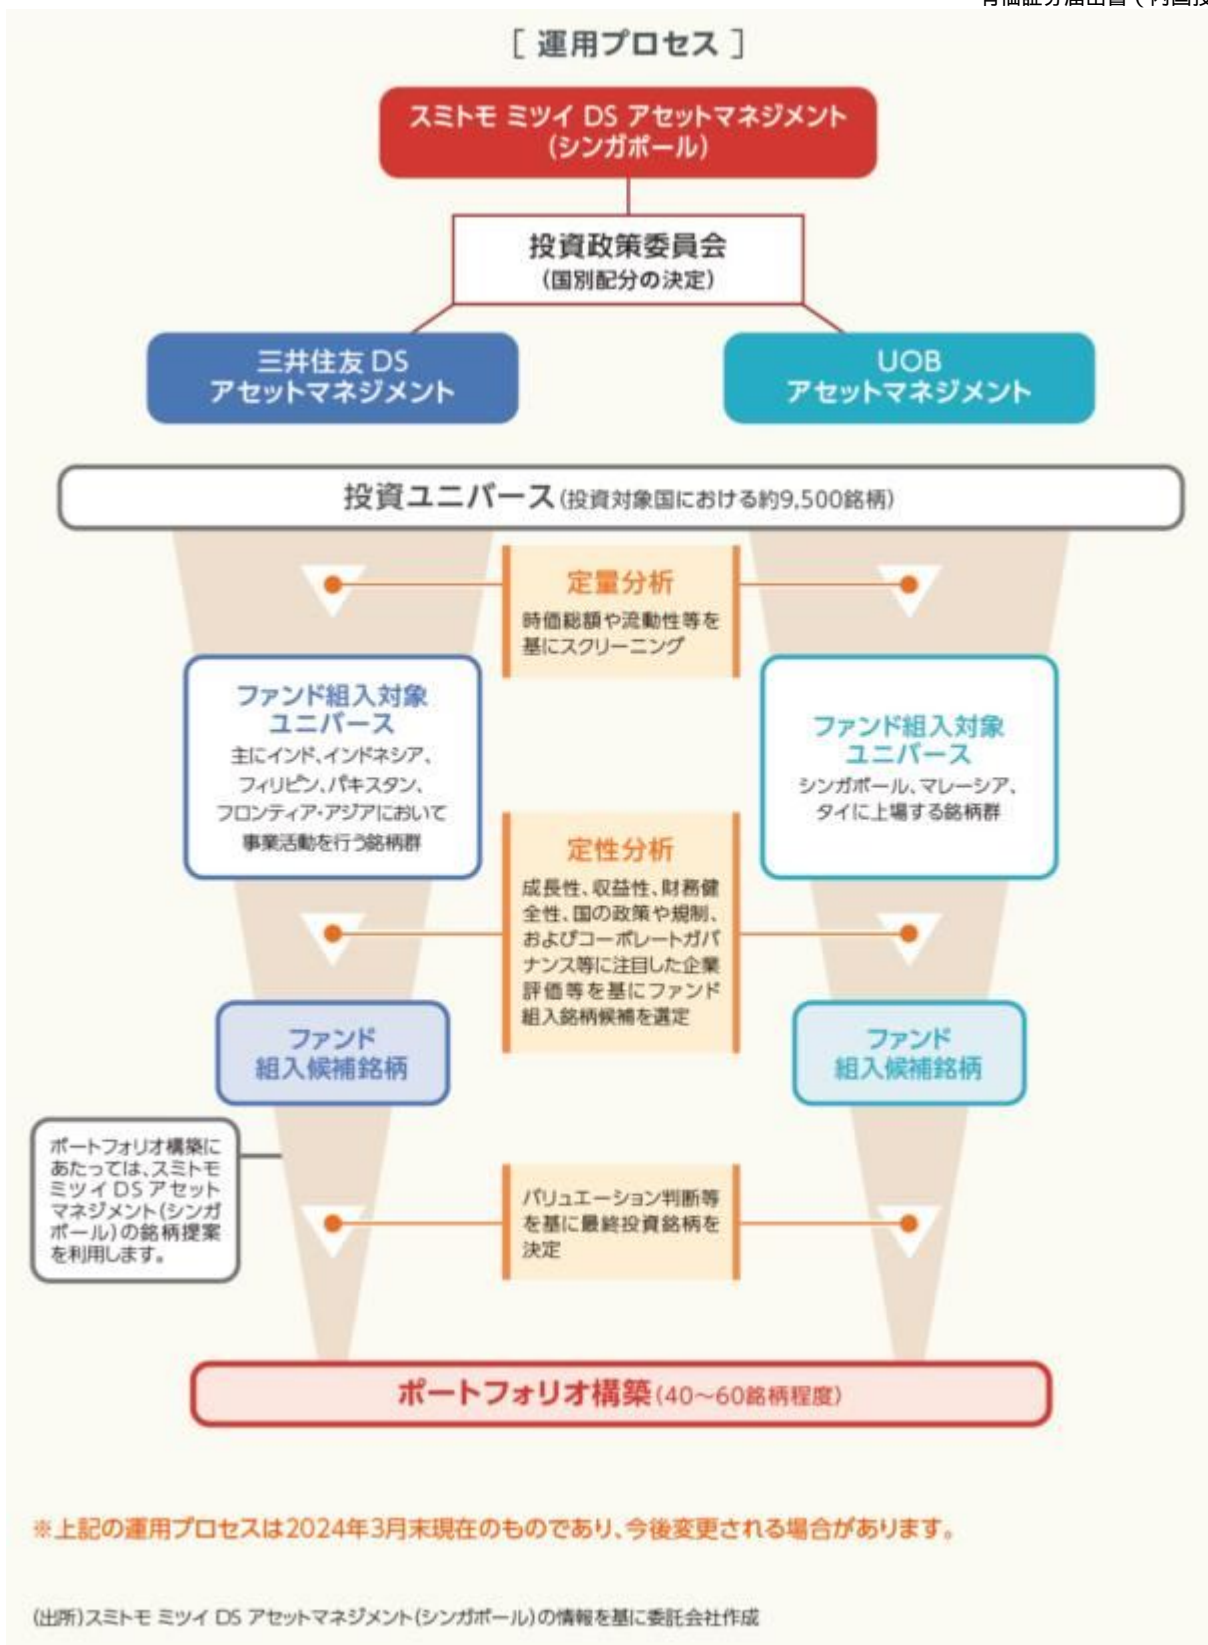 [ 運用プロセス ]
スミトモ ミツイ DS アセットマネジメント
(シンガポール)
投資政策委員会
(国別配分の決定)
三井住友 DS
アセットマネジメント
UOB
アセットマネジメント
投資ユニバース(投資対象国における約9,500銘柄)
定量分析
時価総額や流動性等を
基にスクリーニング
ファンド組入対象
ユニバース
主にインド、インドネシア、
フィリピン、パキスタン、
フロンティア・アジアにおいて
事業活動を行う銘柄群
ファンド組入対象
ユニバース
シンガポール、マレーシア、
タイに上場する銘柄群
定性分析
成長性、収益性、財務健
全性、国の政策や規制、
およびコーポレートガバ
ナンス等に注目した企業
評価等を基にファンド
組入銘柄候補を選定
ファンド
組入候補銘柄
ファンド
組入候補銘柄
ポートフォリオ構築に
あたっては、スミトモ
ミツイ DS アセット
マネジメント(シンガ
ポール)の銘柄提案
を利用します。
バリュエーション判断等
を基に最終投資銘柄を
決定
ポートフォリオ構築(40〜60銘柄程度)
※上記の運用プロセスは2024年3月末現在のものであり、今後変更される場合があります。
(出所)スミトモ ミツイ DS アセットマネジメント(シンガポール)の情報を基に委託会社作成